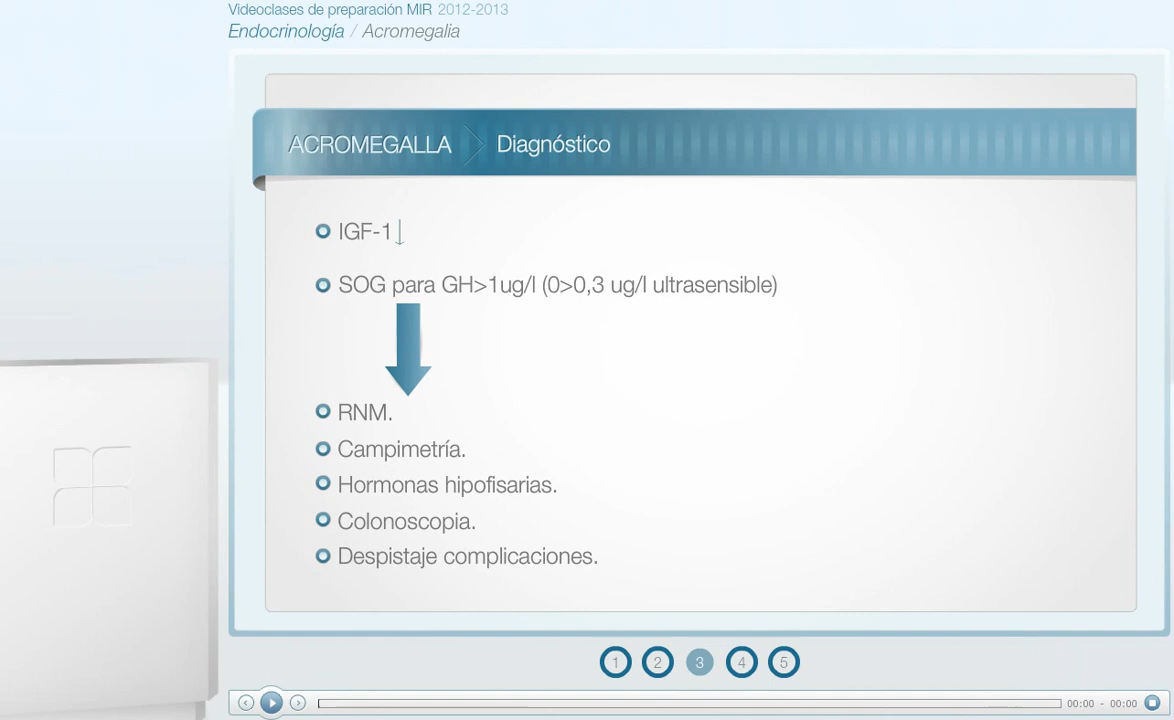 Videoclases de preparación MIR 2012-2013
Endocrinología / Acromegalia
ACROMEGALLA Diagnóstico
IGF-1↓
SOG para GH>1ug/l (0>0,3 ug/l ultrasensible)
RNM.
Campimetría.
Hormonas hipofisarias.
Colonoscopia.
Despistaje complicaciones.
1 2 3 4 5
00:00 - 00:00